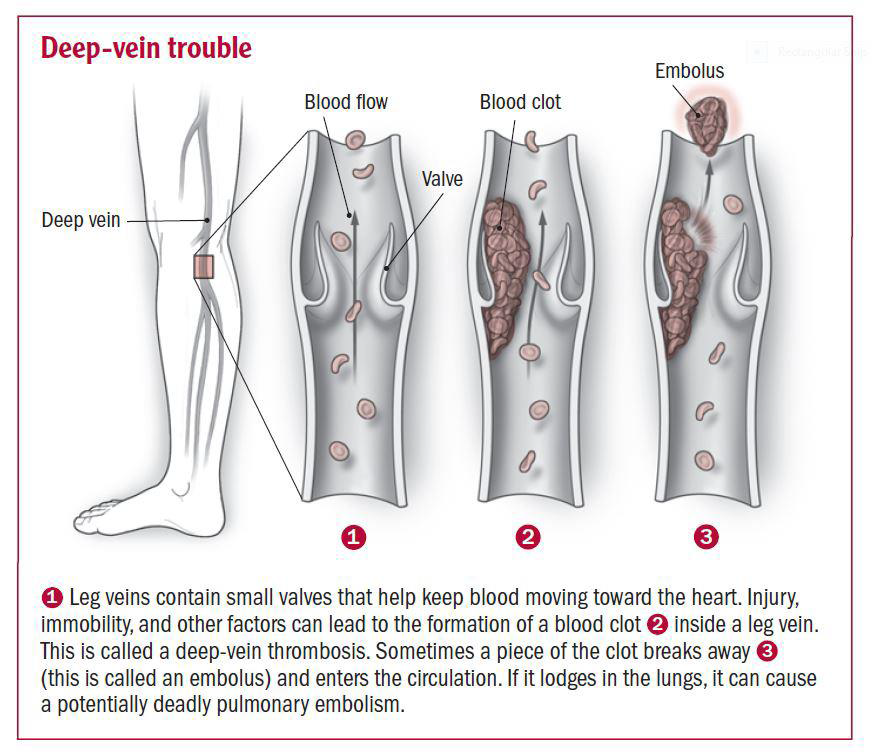 Deep-vein trouble
Embolus
Blood flow
Blood clot
Valve
Deep vein
1
2
3
1 Leg veins contain small valves that help keep blood moving toward the heart. Injury,
immobility, and other factors can lead to the formation of a blood clot 2 inside a leg vein.
This is called a deep-vein thrombosis. Sometimes a piece of the clot breaks away 3
(this is called an embolus) and enters the circulation. If it lodges in the lungs, it can cause
a potentially deadly pulmonary embolism.